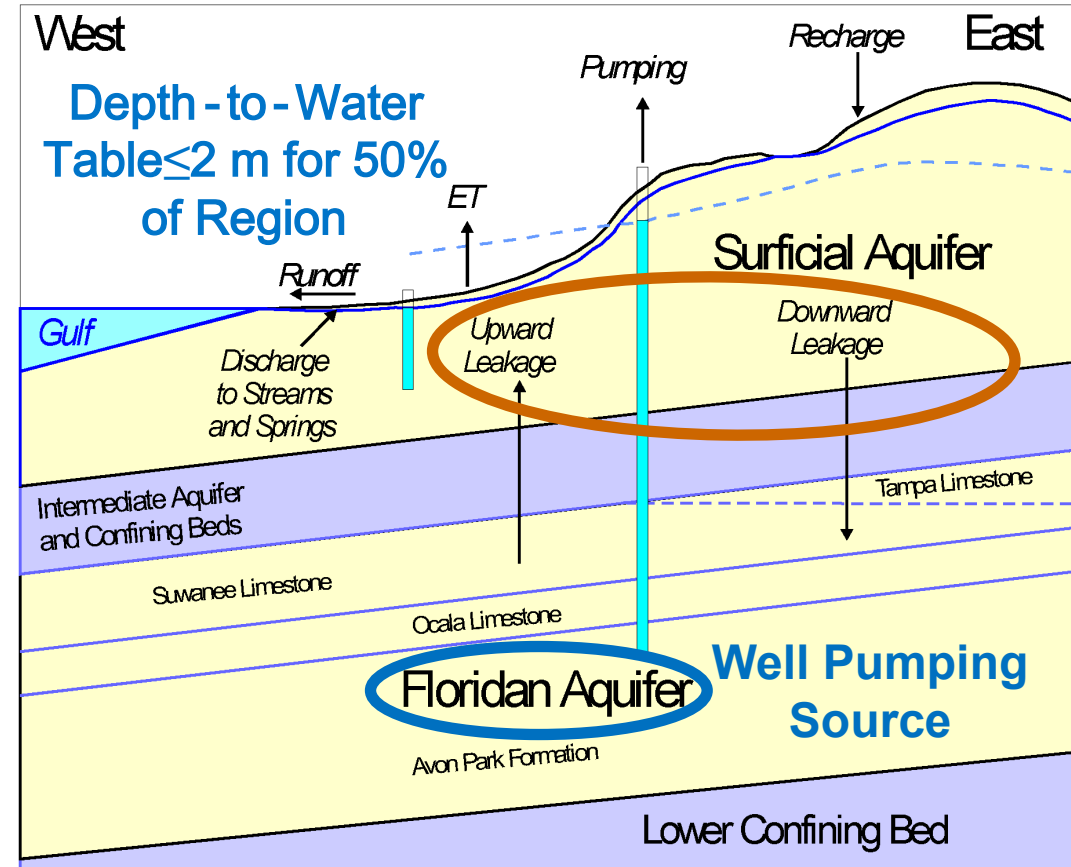 West
East
Recharge
Pumping
Depth-to-Water
Table≤2 m for 50%
of Region
ET
Surficial Aquifer
Runoff
Gulf
Upward
Leakage
Downward
Leakage
Discharge
to Streams
and Springs
Tampa Limestone
Intermediate Aquifer
and Confining Beds
Suwanee Limestone
Ocala Limestone
Floridan Aquifer
Well Pumping
Source
Avon Park Formation
Lower Confining Bed